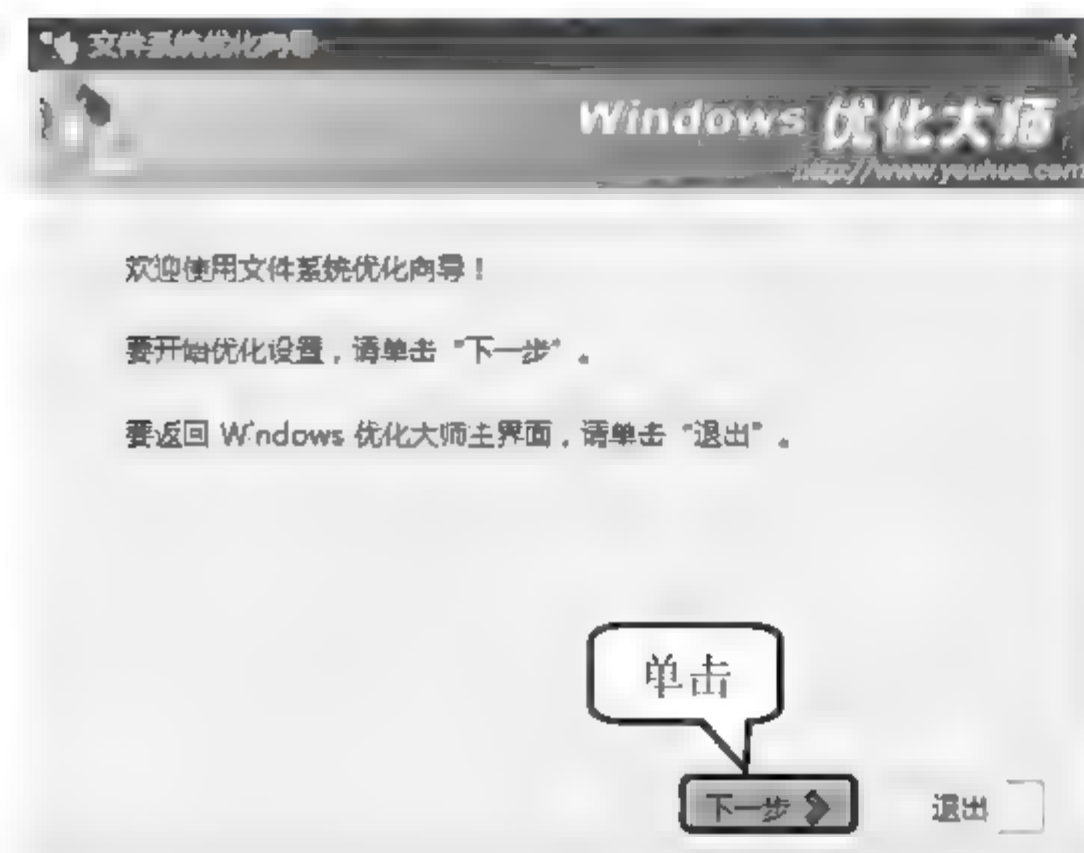 文件系统优化向导
Windows 优化大师
http://www.youhua.com
欢迎使用文件系统优化向导！
要开始优化设置，请单击“下一步”。
要返回 Windows 优化大师主界面，请单击“退出”。
单击
下一步
退出